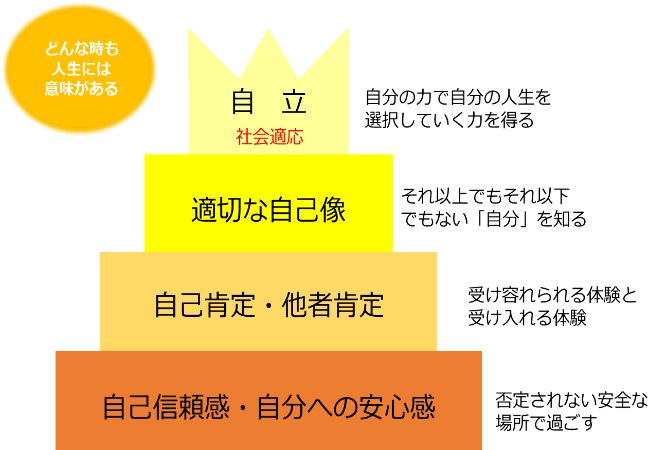 どんな時も
人生には
意味がある
自　立
社会適応
自分の力で自分の人生を
選択していく力を得る
適切な自己像
それ以上でもそれ以下
でもない「自分」を知る
自己肯定・他者肯定
受け容れられる体験と
受け入れる体験
自己信頼感・自分への安心感
否定されない安全な
場所で過ごす